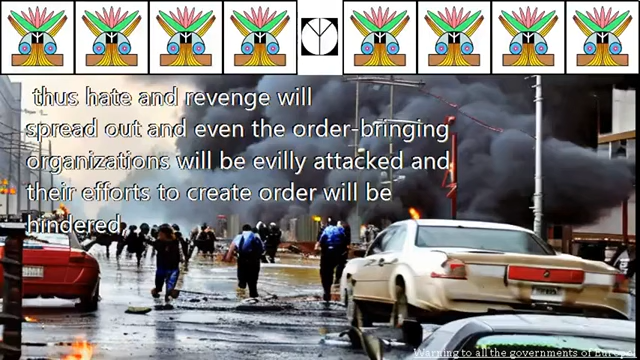 thus hate and revenge will
spread out and even the order-bringing
organizations will be evilly attacked and
their efforts to create order will be
hindered
Warning to all the governments of